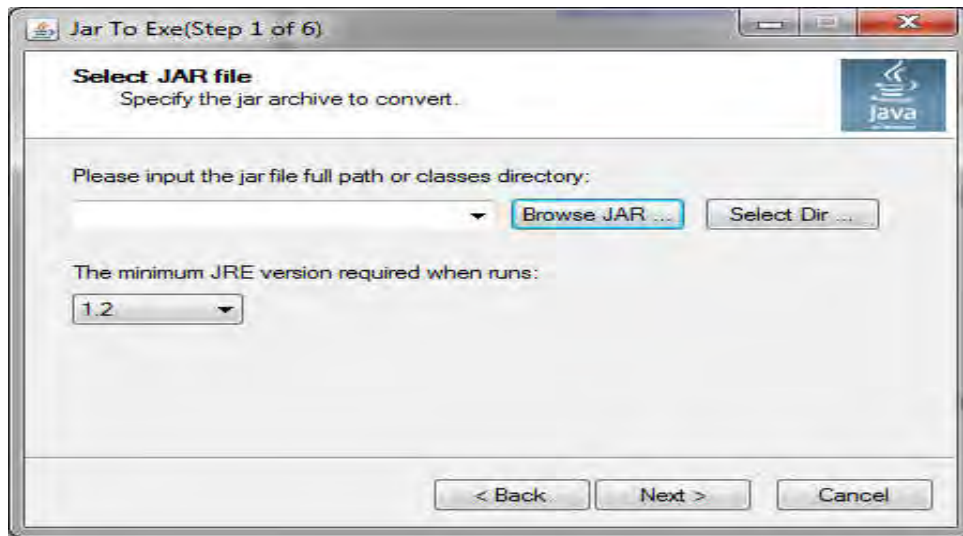 Jar To Exe(Step 1 of 6)
Select JAR file
Specify the jar archive to convert.
Java
Please input the jar file full path or classes directory:
Browse JAR ... Select Dir ...
The minimum JRE version required when runs:
1.2
< Back Next > Cancel